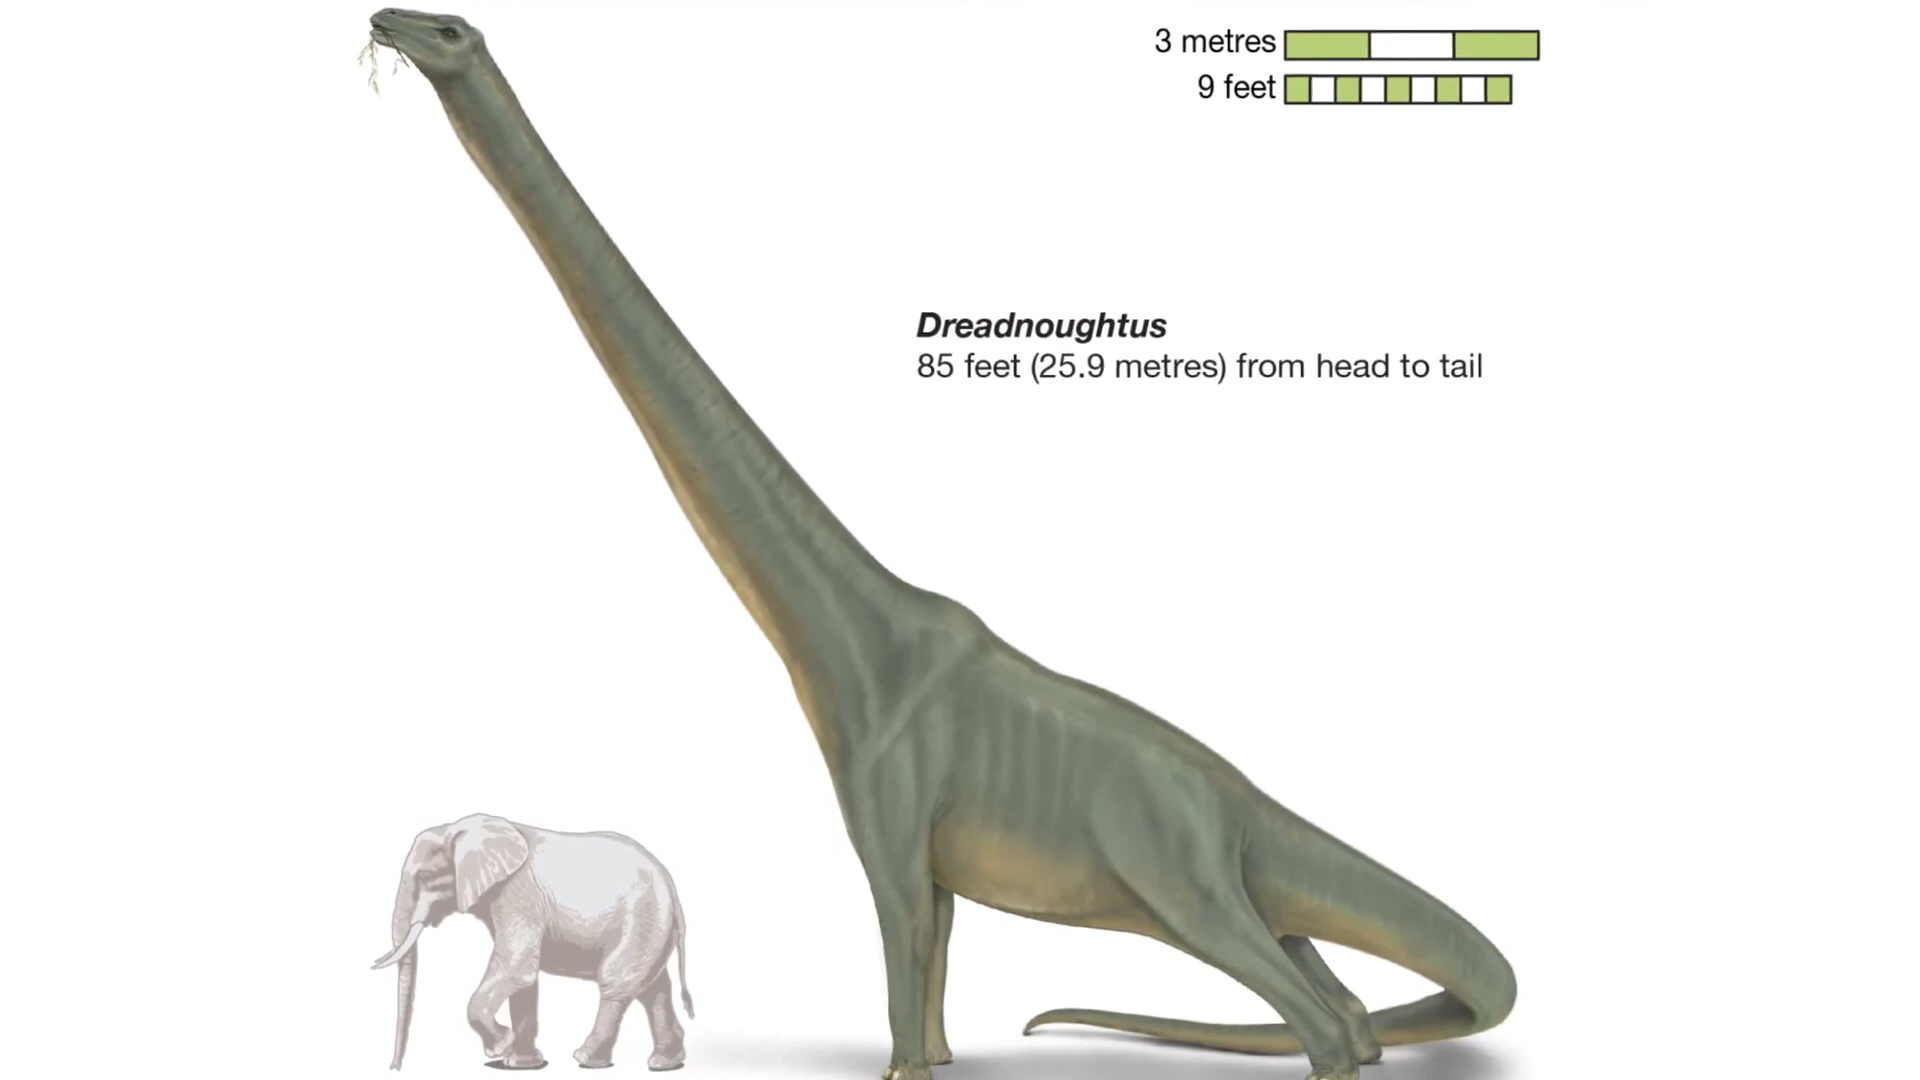 3 metres
9 feet
Dreadnoughtus
85 feet (25.9 metres) from head to tail